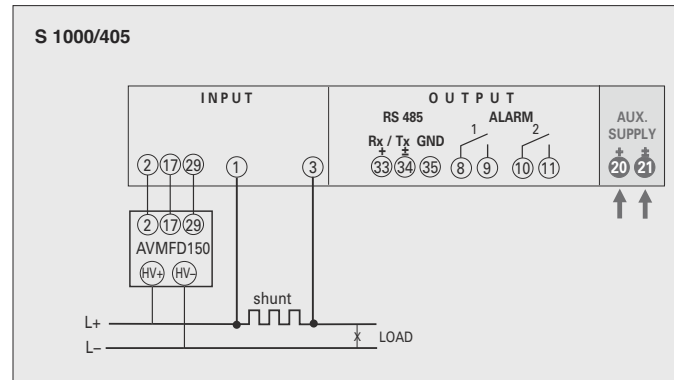 S 1000/405
INPUT
OUTPUT
RS 485
ALARM
AUX.
SUPPLY
1
2
Rx / Tx GND
+ ±
+ ±
2 17 29 1 3 33 34 35 8 9 10 11 20 21
2 17 29
AVMFD150
HV+ HV–
shunt
L+
x LOAD
L–